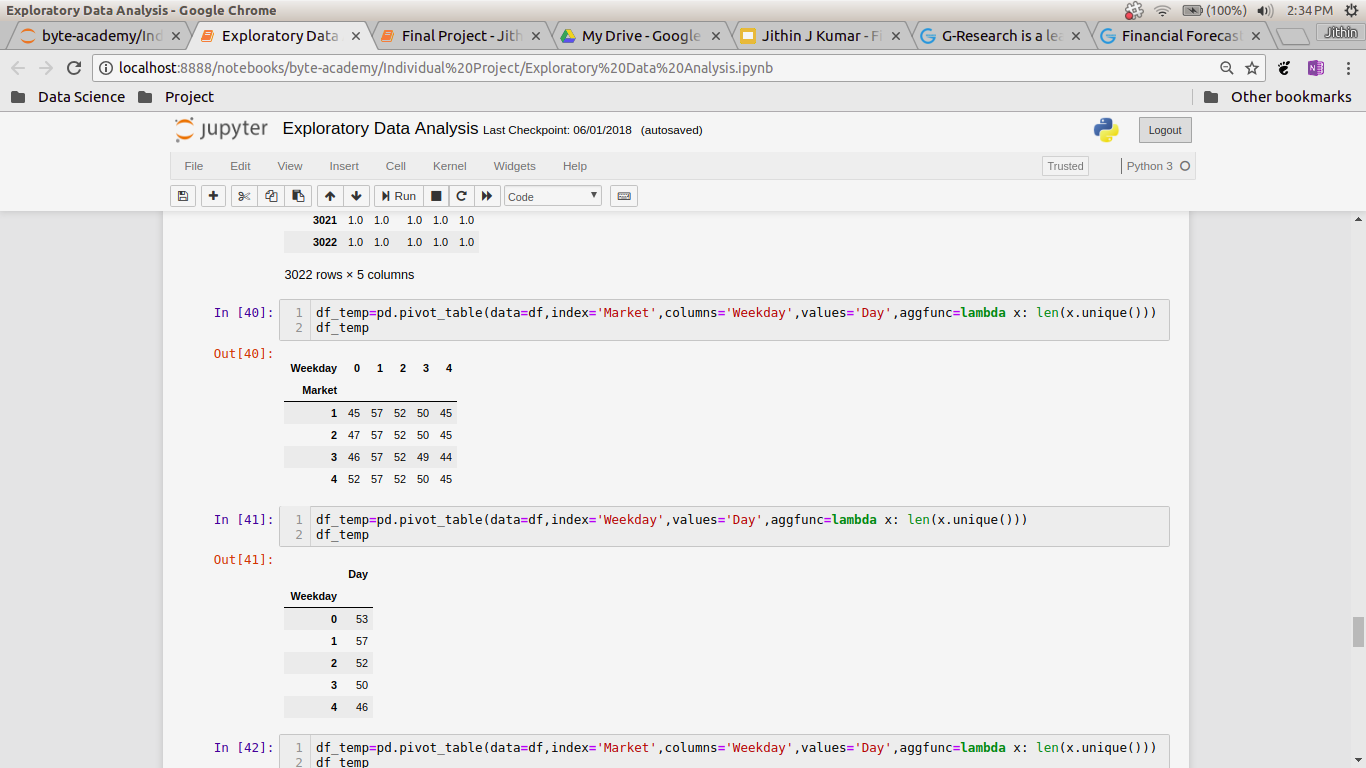 Exploratory Data Analysis - Google Chrome
(100%) 2:34 PM
byte-academy/Ind
Exploratory Data
Final Project - Jith
My Drive - Google
Jithin J Kumar - Fi
G-Research is a lea
Financial Forecas
Jithin
localhost:8888/notebooks/byte-academy/Individual%20Project/Exploratory%20Data%20Analysis.ipynb
Data Science Project Other bookmarks
jupyter Exploratory Data Analysis Last Checkpoint: 06/01/2018 (autosaved) Logout
File Edit View Insert Cell Kernel Widgets Help Trusted Python 3
Run Code
3021 1.0 1.0 1.0 1.0 1.0
3022 1.0 1.0 1.0 1.0 1.0
3022 rows × 5 columns
In [40]: 1 df_temp=pd.pivot_table(data=df,index='Market',columns='Weekday',values='Day',aggfunc=lambda x: len(x.unique()))
2 df_temp
Out[40]:
Weekday 0 1 2 3 4
Market
1 45 57 52 50 45
2 47 57 52 50 45
3 46 57 52 49 44
4 52 57 52 50 45
In [41]: 1 df_temp=pd.pivot_table(data=df,index='Weekday',values='Day',aggfunc=lambda x: len(x.unique()))
2 df_temp
Out[41]:
Day
Weekday
0 53
1 57
2 52
3 50
4 46
In [42]: 1 df_temp=pd.pivot_table(data=df,index='Market',columns='Weekday',values='Day',aggfunc=lambda x: len(x.unique()))
2 df_temp